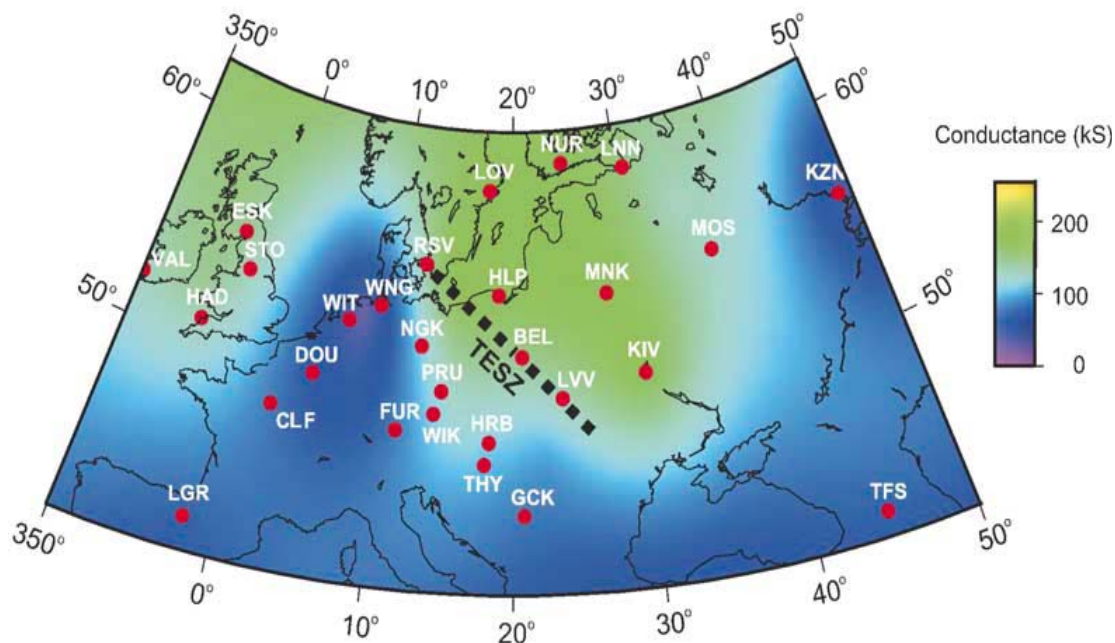 350°
0°
10°
20°
30°
40°
50°
60°
60°
Conductance (kS)
200
100
0
NUR
LNN
LOV
KZN
ESK
MOS
STO
VAL
RSV
HAD
WNG
HLP
MNK
50°
WIT
50°
NGK
BEL
KIV
DOU
TESZ
PRU
LVV
CLF
FUR
WIK
HRB
THY
LGR
GCK
TFS
350°
0°
10°
20°
30°
40°
50°